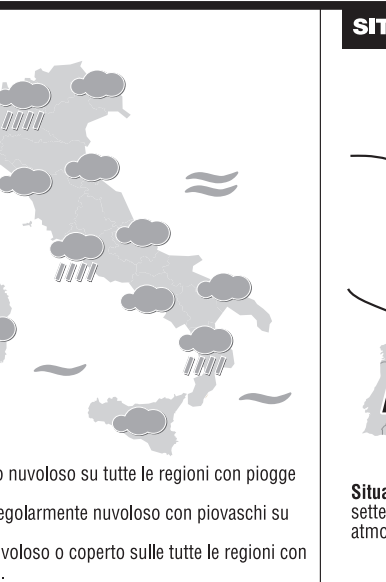 SIT
nuvoloso su tutte le regioni con piogge
egolarmente nuvoloso con piovaschi su
voloso o coperto sulle tutte le regioni con
Situa
sette
atmo